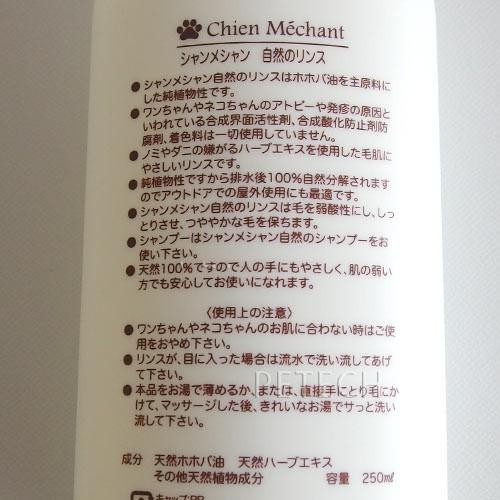 Chien Méchant
シャンメシャン 自然のリンス
●シャンメシャン自然のリンスはホホバ油を主原料に
した純植物性です。
●ワンちゃんやネコちゃんのアトピーや発疹の原因と
いわれている合成界面活性剤、合成酸化防止剤防
腐剤、着色料は一切使用していません。
●ノミやダニの嫌がるハーブエキスを使用した毛肌に
やさしいリンスです。
●純植物性ですから排水後100%自然分解されます
のでアウトドアでの屋外使用にも最適です。
●シャンメシャン自然のリンスは毛を弱酸性にし、しっ
とりさせ、つややかな毛を保ちます。
●シャンプーはシャンメシャン自然のシャンプーをお
使い下さい。
●天然100%ですので人の手にもやさしく、肌の弱い
方でも安心してお使いになれます。
〈使用上の注意〉
●ワンちゃんやネコちゃんのお肌に合わない時はご使
用をおやめ下さい。
●リンスが、目に入った場合は流水で洗い流してあげ
て下さい。
●本品をお湯で薄めるか、または、直接手にとり毛にか
けて、マッサージした後、きれいなお湯でサっと洗い
流して下さい。
PETECH
成分 天然ホホバ油 天然ハーブエキス
その他天然植物成分 容量 250ml
キャップ:PP